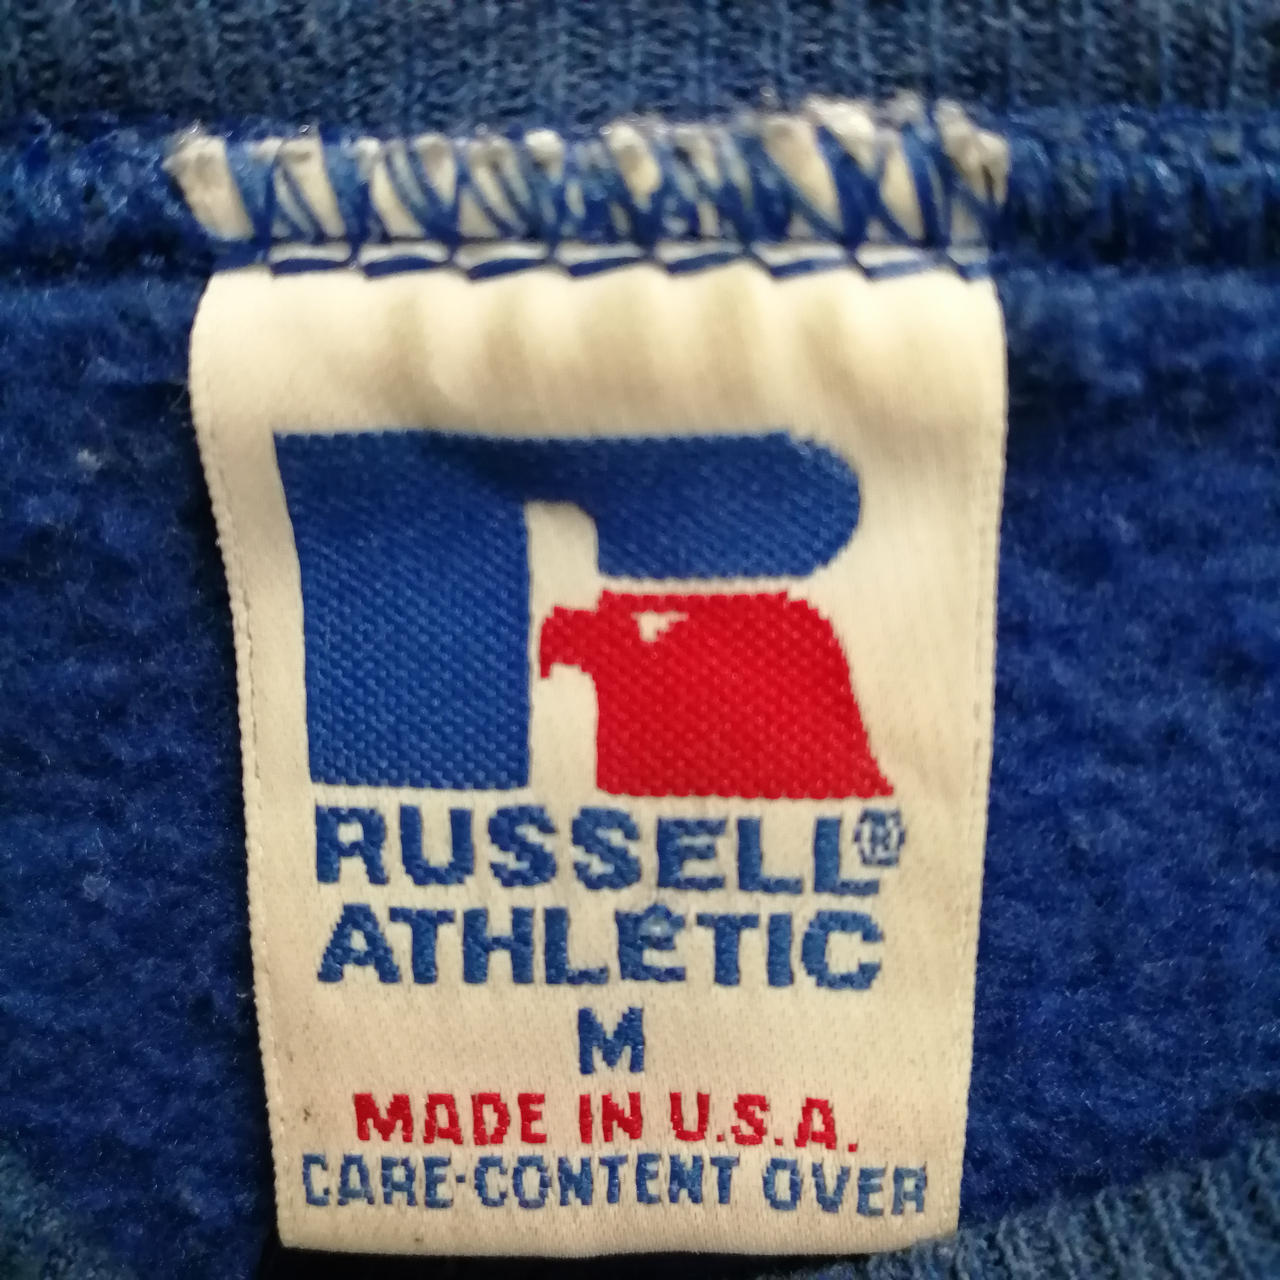 RUSSELL®
ATHLETIC
M
MADE IN U.S.A.
CARE-CONTENT OVER